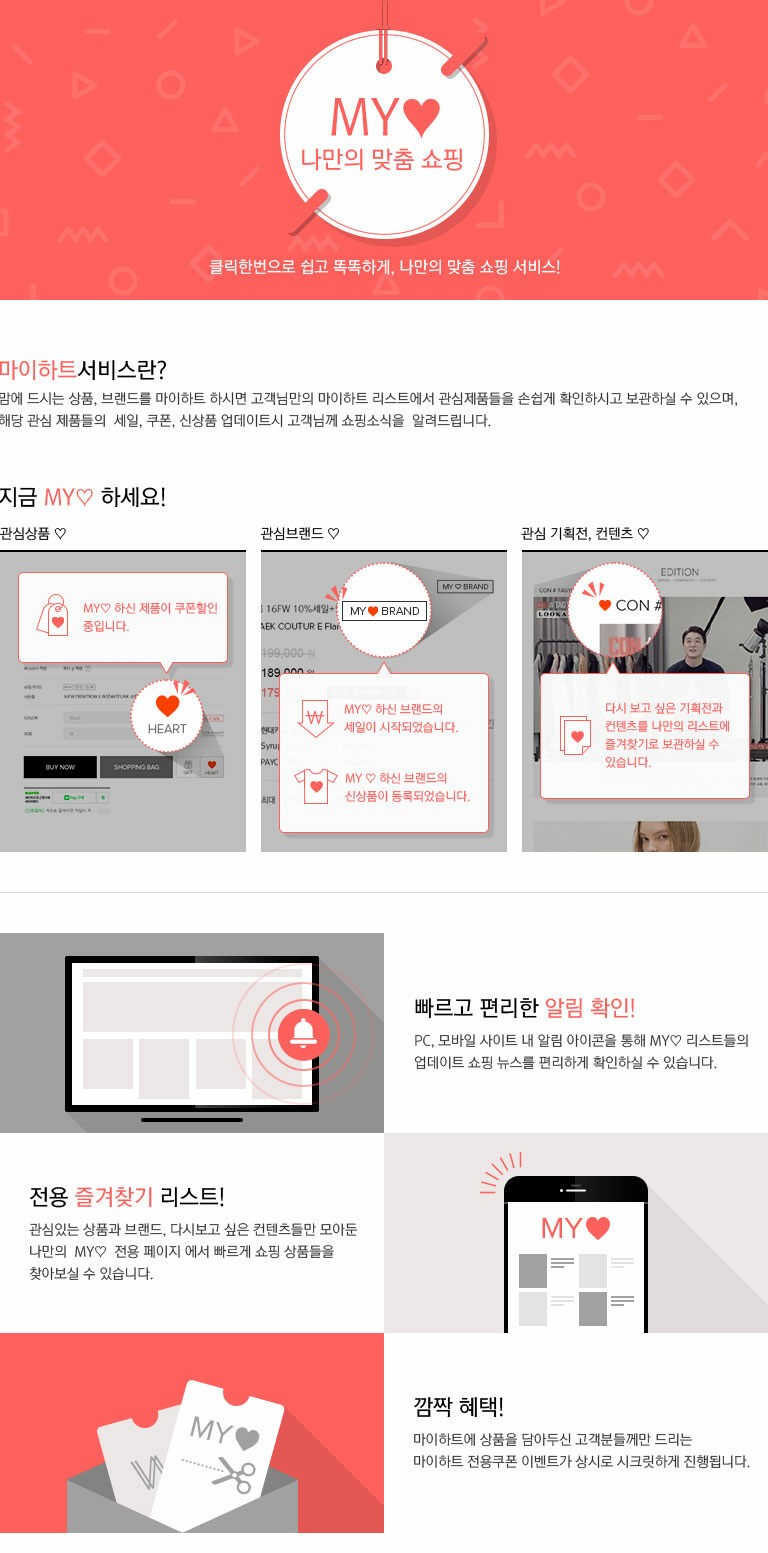 MY♥
나만의 맞춤 쇼핑
클릭한번으로 쉽고 똑똑하게, 나만의 맞춤 쇼핑 서비스!
마이하트서비스란?
맘에 드시는 상품, 브랜드를 마이하트 하시면 고객님만의 마이하트 리스트에서 관심제품들을 손쉽게 확인하시고 보관하실 수 있으며,
해당 관심 제품들의 세일, 쿠폰, 신상품 업데이트시 고객님께 쇼핑소식을 알려드립니다.
지금 MY♡ 하세요!
관심상품 ♡
MY♡ 하신 제품이 쿠폰할인
중입니다.
HEART
COLOR
Black
BUY NOW
SHOPPING BAG
GIFT
HEART
관심브랜드 ♡
MY ♡ BRAND
MY♥BRAND
16FW 10%세일+
199,000 원
189,000 원
MY♡ 하신 브랜드의
세일이 시작되었습니다.
MY ♡ 하신 브랜드의
신상품이 등록되었습니다.
관심 기획전, 컨텐츠 ♡
EDITION
♥ CON #
CON
다시 보고 싶은 기획전과
컨텐츠를 나만의 리스트에
즐겨찾기로 보관하실 수
있습니다.
빠르고 편리한 알림 확인!
PC, 모바일 사이트 내 알림 아이콘을 통해 MY♡ 리스트들의
업데이트 쇼핑 뉴스를 편리하게 확인하실 수 있습니다.
전용 즐겨찾기 리스트!
관심있는 상품과 브랜드, 다시보고 싶은 컨텐츠들만 모아둔
나만의 MY♡ 전용 페이지 에서 빠르게 쇼핑 상품들을
찾아보실 수 있습니다.
MY♥
MY♥
깜짝 혜택!
마이하트에 상품을 담아두신 고객분들께만 드리는
마이하트 전용쿠폰 이벤트가 상시로 시크릿하게 진행됩니다.